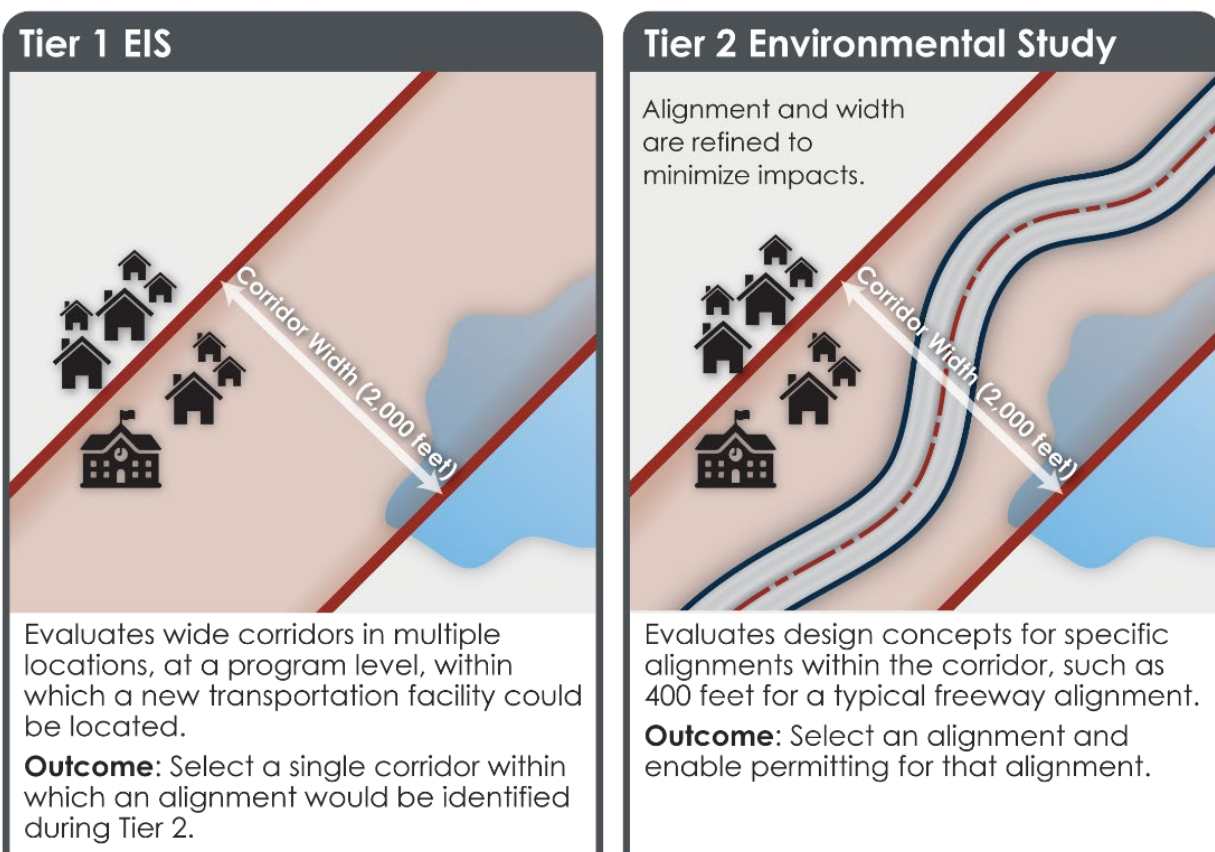 Tier 1 EIS
Corridor Width (2,000 feet)
Evaluates wide corridors in multiple
locations, at a program level, within
which a new transportation facility could
be located.
Outcome: Select a single corridor within
which an alignment would be identified
during Tier 2.
Tier 2 Environmental Study
Alignment and width
are refined to
minimize impacts.
Corridor Width (2,000 feet)
Evaluates design concepts for specific
alignments within the corridor, such as
400 feet for a typical freeway alignment.
Outcome: Select an alignment and
enable permitting for that alignment.